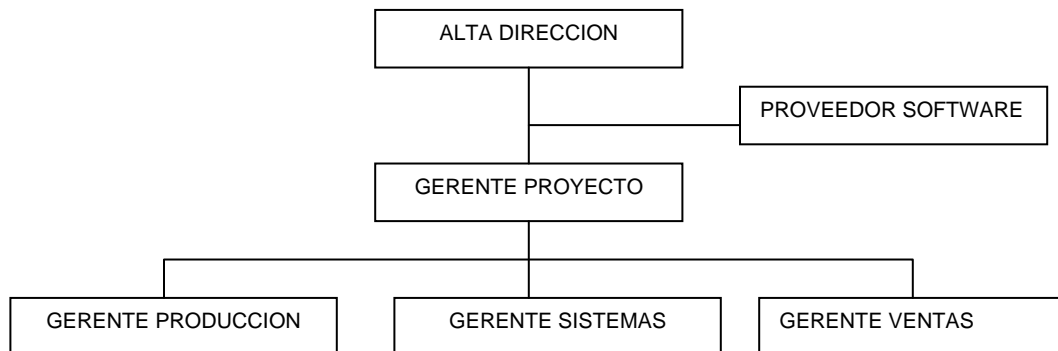 ALTA DIRECCION
PROVEEDOR SOFTWARE
GERENTE PROYECTO
GERENTE PRODUCCION
GERENTE SISTEMAS
GERENTE VENTAS